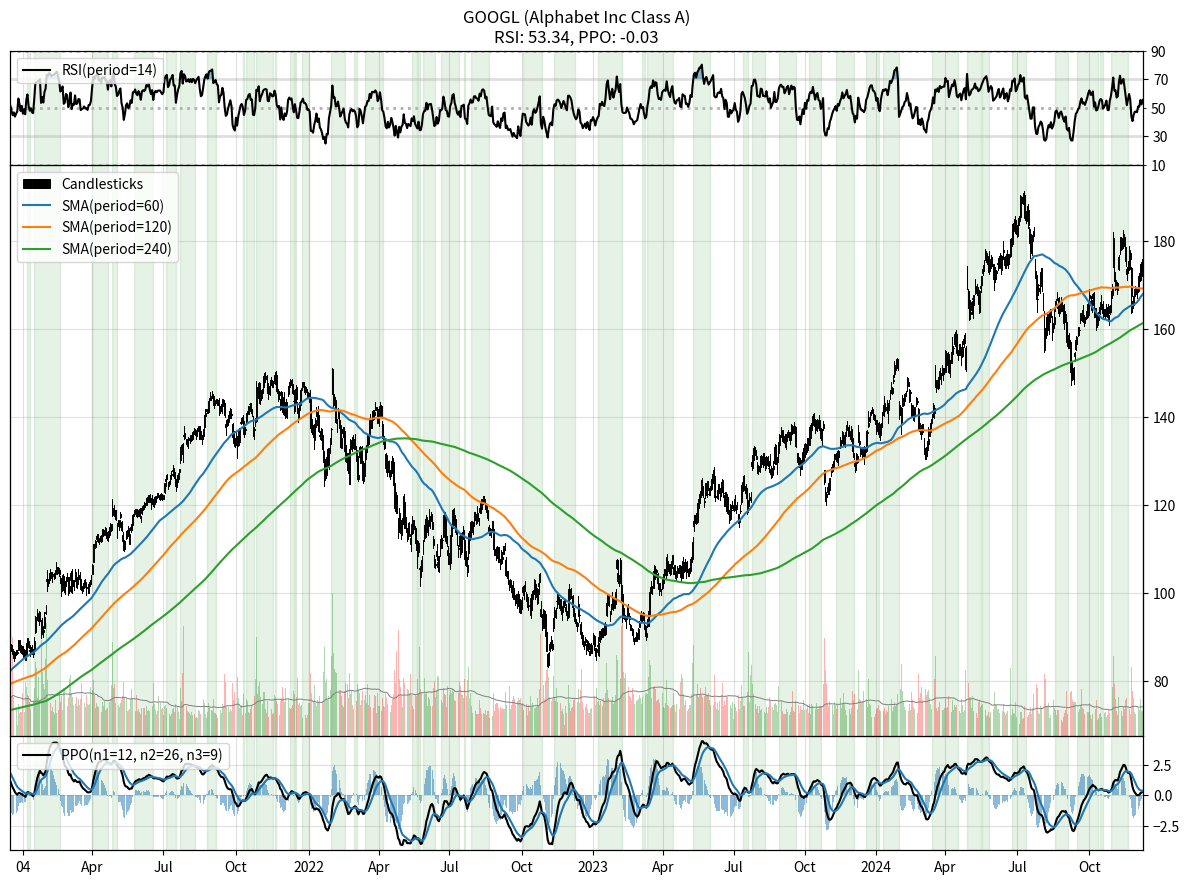 GOOGL (Alphabet Inc Class A)
RSI: 53.34, PPO: -0.03
RSI(period=14)
90
70
50
30
10
Candlesticks
SMA(period=60)
SMA(period=120)
SMA(period=240)
180
160
140
120
100
80
PPO(n1=12, n2=26, n3=9)
2.5
0.0
−2.5
04 Apr Jul Oct 2022 Apr Jul Oct 2023 Apr Jul Oct 2024 Apr Jul Oct